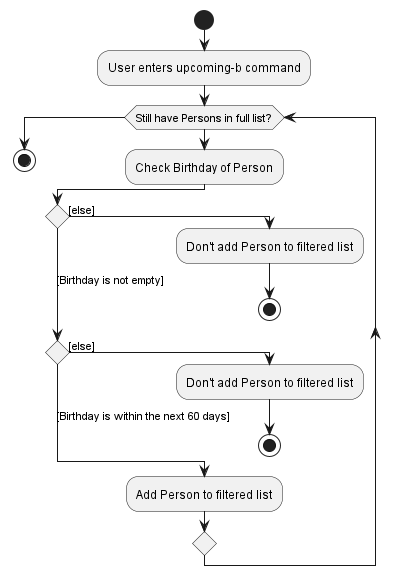 User enters upcoming-b command
Still have Persons in full list?
Check Birthday of Person
[else]
Don't add Person to filtered list
[Birthday is not empty]
[else]
Don't add Person to filtered list
[Birthday is within the next 60 days]
Add Person to filtered list